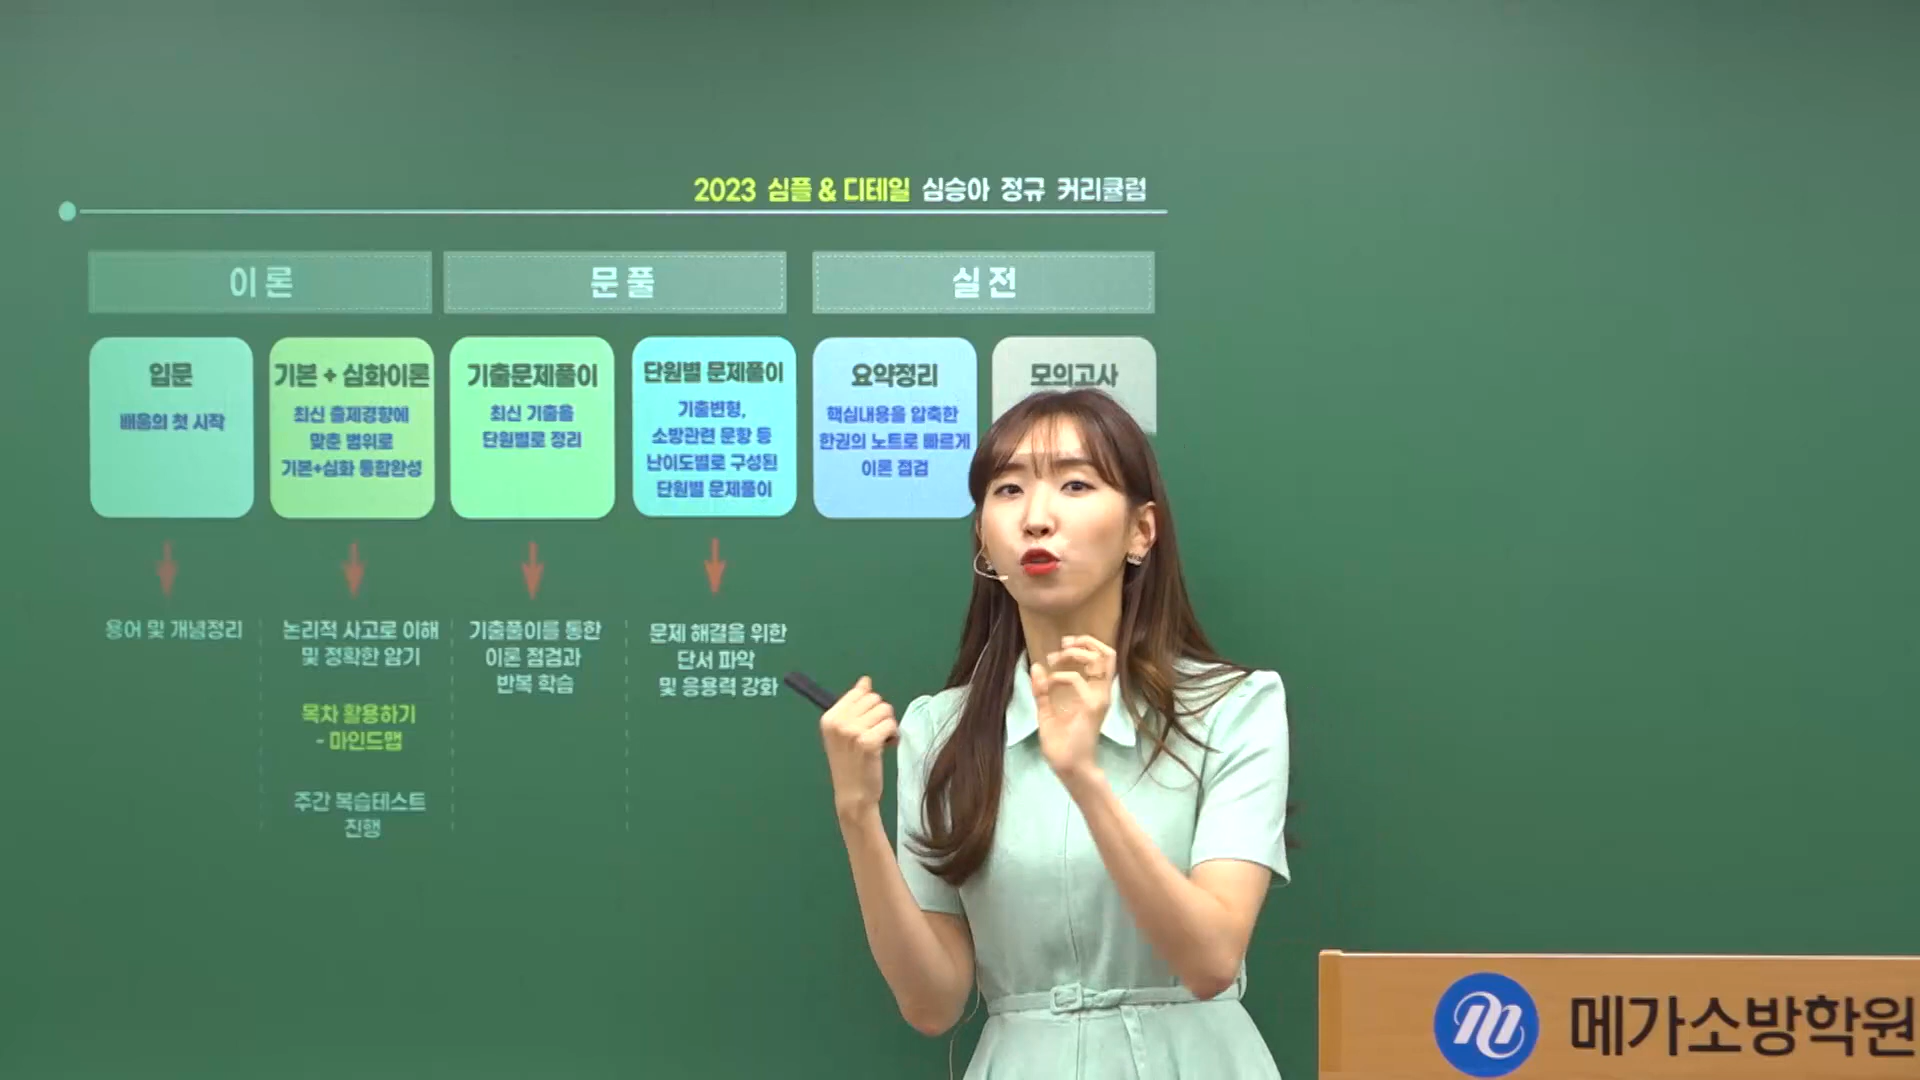 2023 심플 & 디테일 심승아 정규 커리큘럼
이론
문풀
실전
입문
배움의 첫 시작
기본 + 심화이론
최신 출제경향에
맞춘 범위로
기본+심화 통합완성
기출문제풀이
최신 기출을
단원별로 정리
단원별 문제풀이
기출변형,
소방관련 문항 등
난이도별로 구성된
단원별 문제풀이
요약정리
핵심내용을 압축한
한권의 노트로 빠르게
이론 점검
모의고사
용어 및 개념정리
논리적 사고로 이해
및 정확한 암기
목차 활용하기
- 마인드맵
주간 복습테스트
진행
기출풀이를 통한
이론 점검과
반복 학습
문제 해결을 위한
단서 파악
및 응용력 강화
메가소방학원